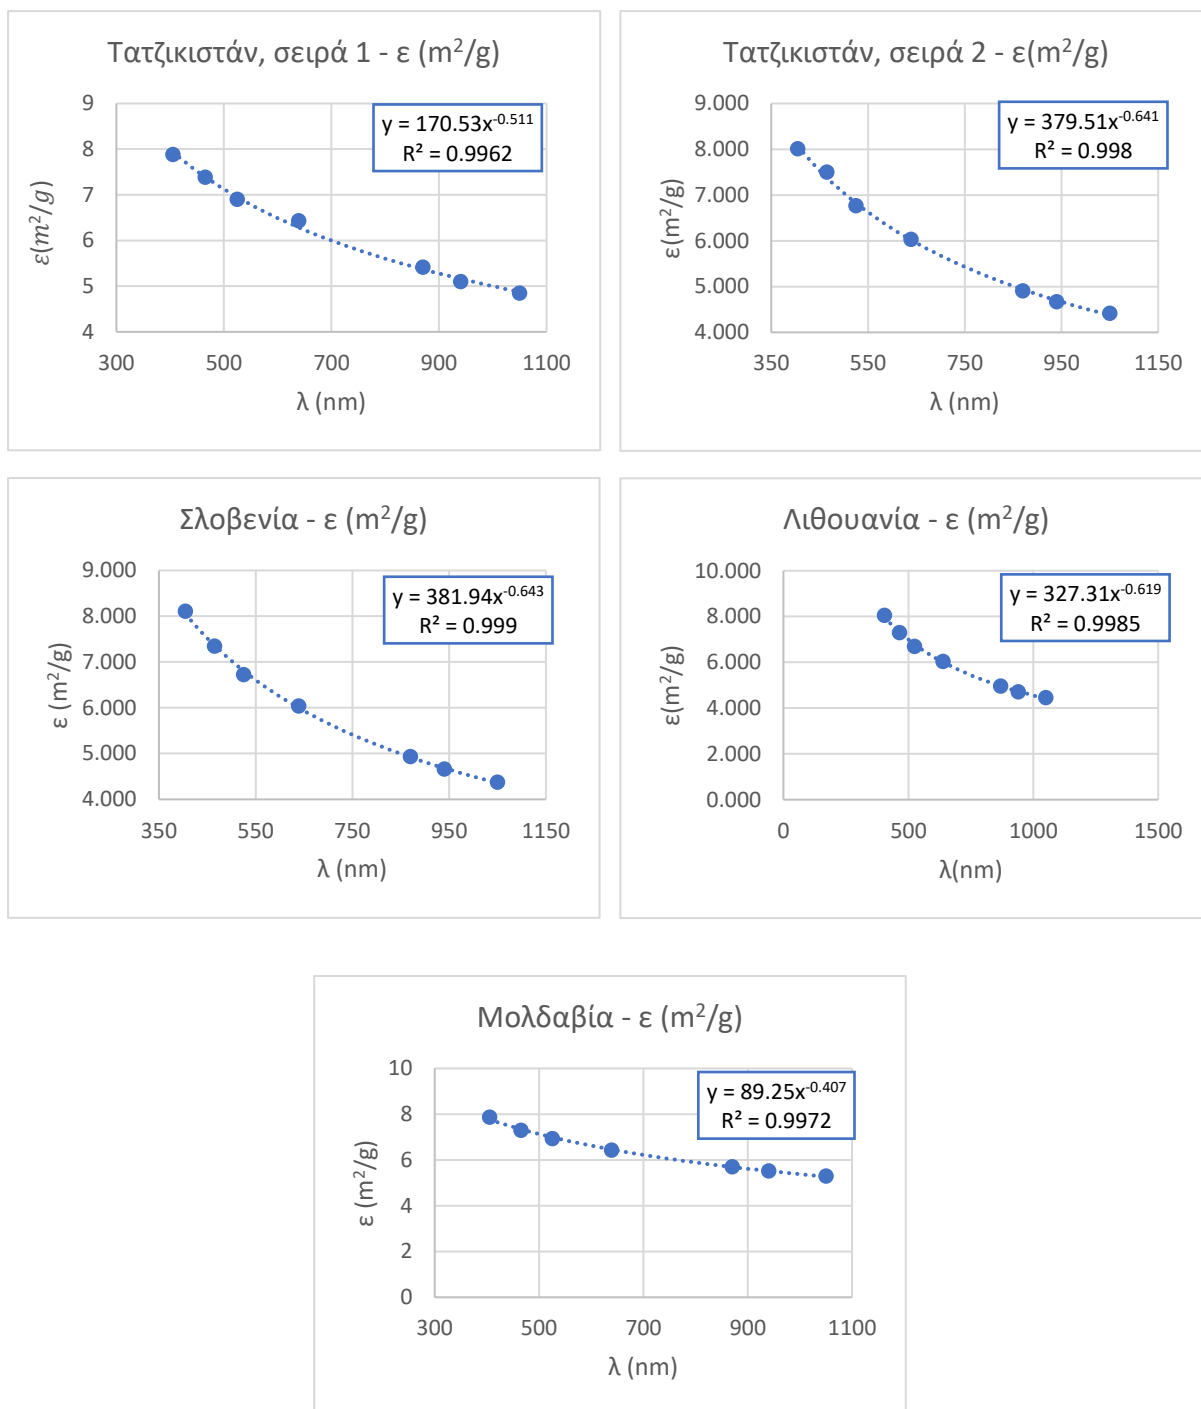 Τατζικιστάν, σειρά 1 - ε (m²/g)
9
8
7
6
5
4
ε(m²/g)
y = 170.53x^-0.511
R² = 0.9962
300 500 700 900 1100
λ (nm)
Τατζικιστάν, σειρά 2 - ε(m²/g)
9.000
8.000
7.000
6.000
5.000
4.000
ε(m²/g)
y = 379.51x^-0.641
R² = 0.998
350 550 750 950 1150
λ (nm)
Σλοβενία - ε (m²/g)
9.000
8.000
7.000
6.000
5.000
4.000
ε (m²/g)
y = 381.94x^-0.643
R² = 0.999
350 550 750 950 1150
λ (nm)
Λιθουανία - ε (m²/g)
10.000
8.000
6.000
4.000
2.000
0.000
ε(m²/g)
y = 327.31x^-0.619
R² = 0.9985
0 500 1000 1500
λ(nm)
Μολδαβία - ε (m²/g)
10
8
6
4
2
0
ε (m²/g)
y = 89.25x^-0.407
R² = 0.9972
300 500 700 900 1100
λ (nm)